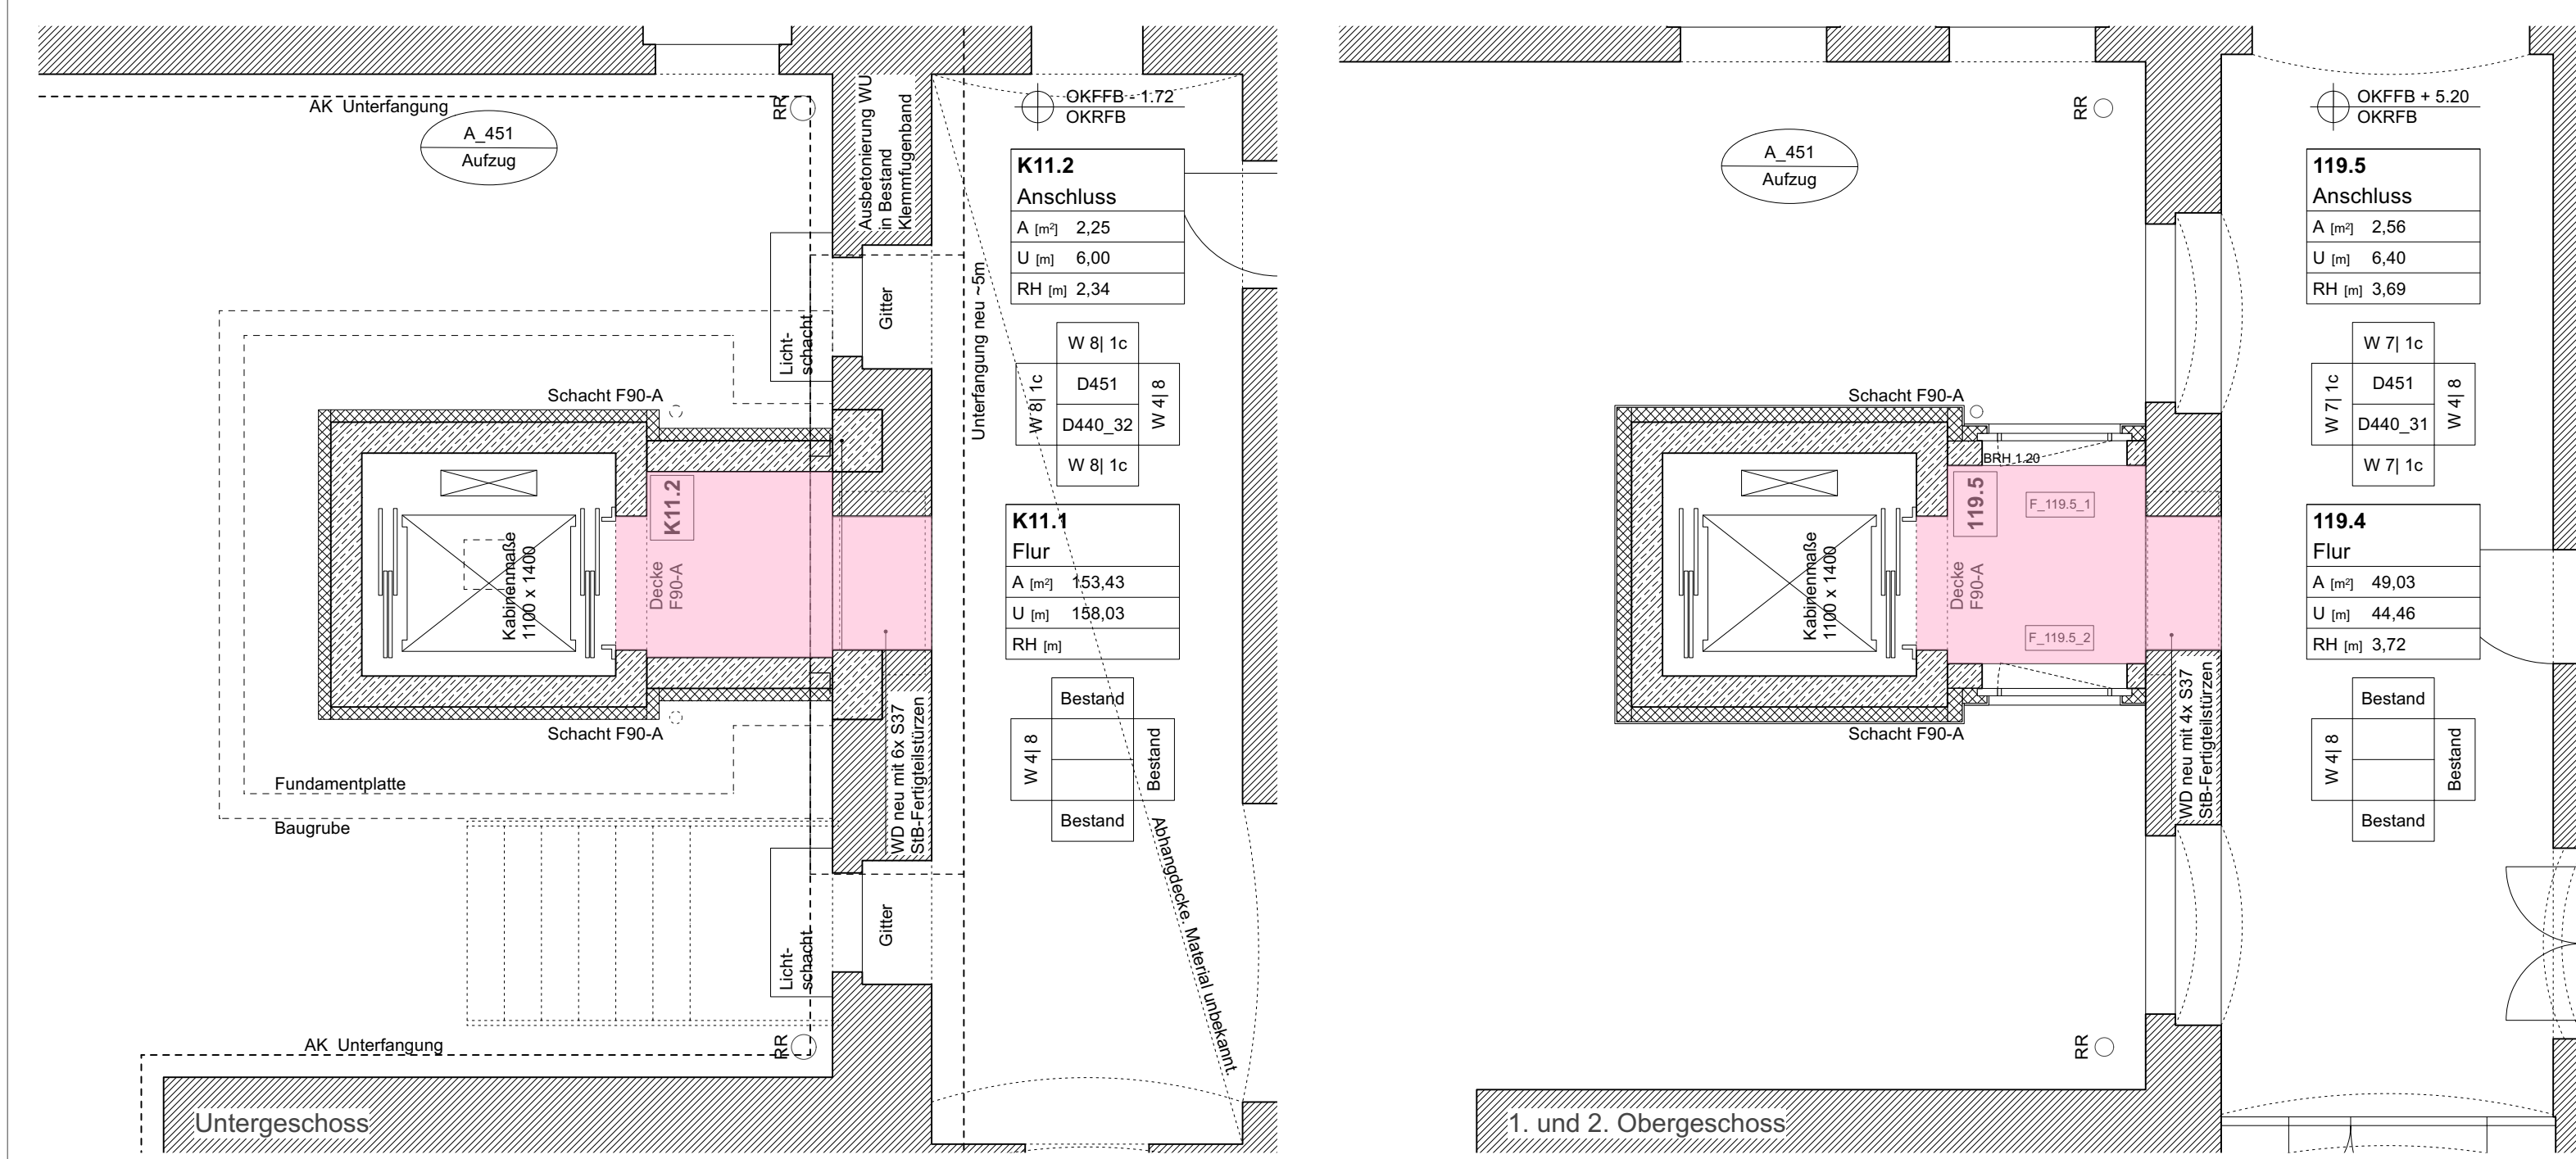 AK Unterfangung
A_451
Aufzug
RR
Ausbetonierung WU
in Bestand
Klemmfugenband
OKFFB - 1.72
OKRFB
K11.2
Anschluss
A [m²] 2,25
U [m] 6,00
RH [m] 2,34
Unterfangung neu ~5m
Licht-
schacht
Gitter
W 8| 1c
W 8| 1c
D451
D440_32
W 4| 8
W 8| 1c
Schacht F90-A
K11.2
Decke
F90-A
Kabinenmaße
1100 x 1400
K11.1
Flur
A [m²] 153,43
U [m] 158,03
RH [m]
Bestand
W 4| 8
Bestand
Bestand
Schacht F90-A
WD neu mit 6x S37
StB-Fertigteilstürzen
Fundamentplatte
Baugrube
Abhangdecke. Material unbekannt.
Licht-
schacht
Gitter
AK Unterfangung
RR
Untergeschoss
RR
A_451
Aufzug
OKFFB + 5.20
OKRFB
119.5
Anschluss
A [m²] 2,56
U [m] 6,40
RH [m] 3,69
W 7| 1c
W 7| 1c
D451
D440_31
W 4| 8
W 7| 1c
Schacht F90-A
BRH 1.20
119.5
F_119.5_1
Decke
F90-A
F_119.5_2
Kabinenmaße
1100 x 1400
119.4
Flur
A [m²] 49,03
U [m] 44,46
RH [m] 3,72
Bestand
W 4| 8
Bestand
Bestand
Schacht F90-A
WD neu mit 4x S37
StB-Fertigteilstürzen
RR
1. und 2. Obergeschoss